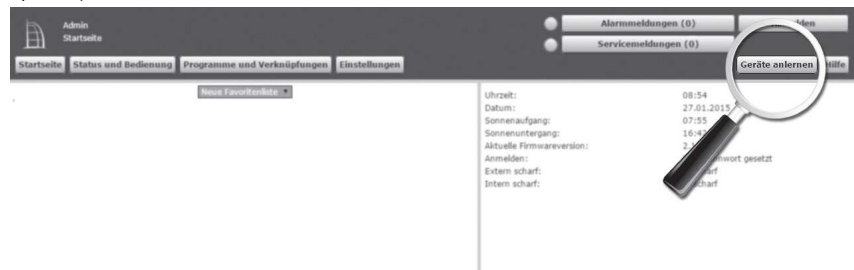 Admin
Startseite
Alarmmeldungen (0)
Servicemeldungen (0)
Startseite Status und Bedienung Programme und Verknüpfungen Einstellungen
Geräte anlernen
Hilfe
Neue Favoritenliste
Uhrzeit: 08:54
Datum: 27.01.2015
Sonnenaufgang: 07:55
Sonnenuntergang:
Aktuelle Firmwareversion:
Anmelden: gesetzt
Extern scharf:
Intern scharf: